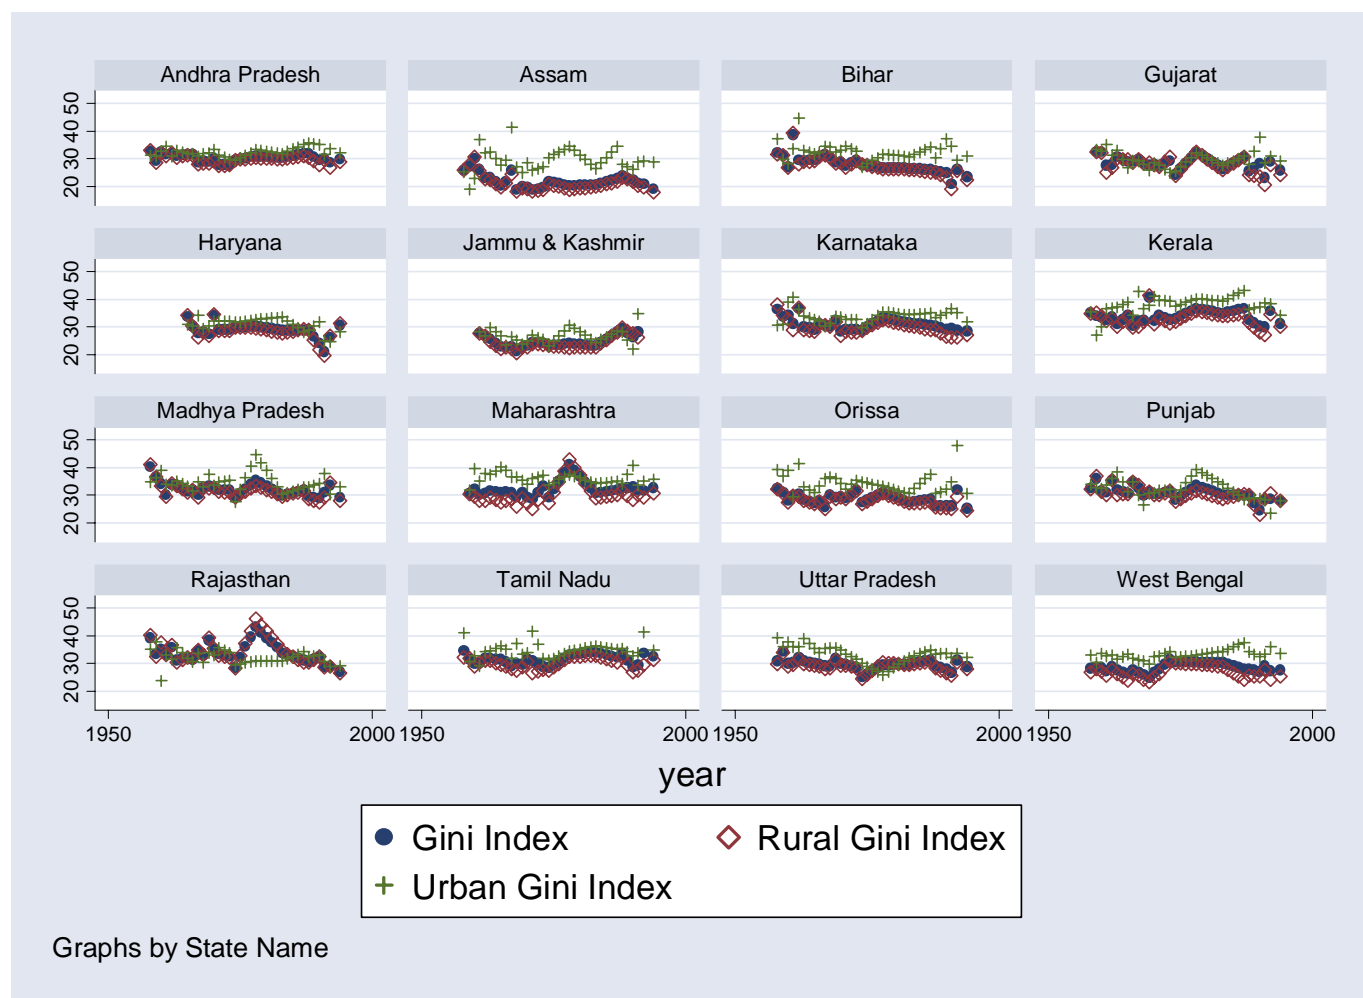 Andhra Pradesh Assam Bihar Gujarat
50
40
30
20
Haryana Jammu & Kashmir Karnataka Kerala
50
40
30
20
Madhya Pradesh Maharashtra Orissa Punjab
50
40
30
20
Rajasthan Tamil Nadu Uttar Pradesh West Bengal
50
40
30
20
1950 2000 1950 2000 1950 2000 1950 2000
year
Gini Index Rural Gini Index
Urban Gini Index
Graphs by State Name